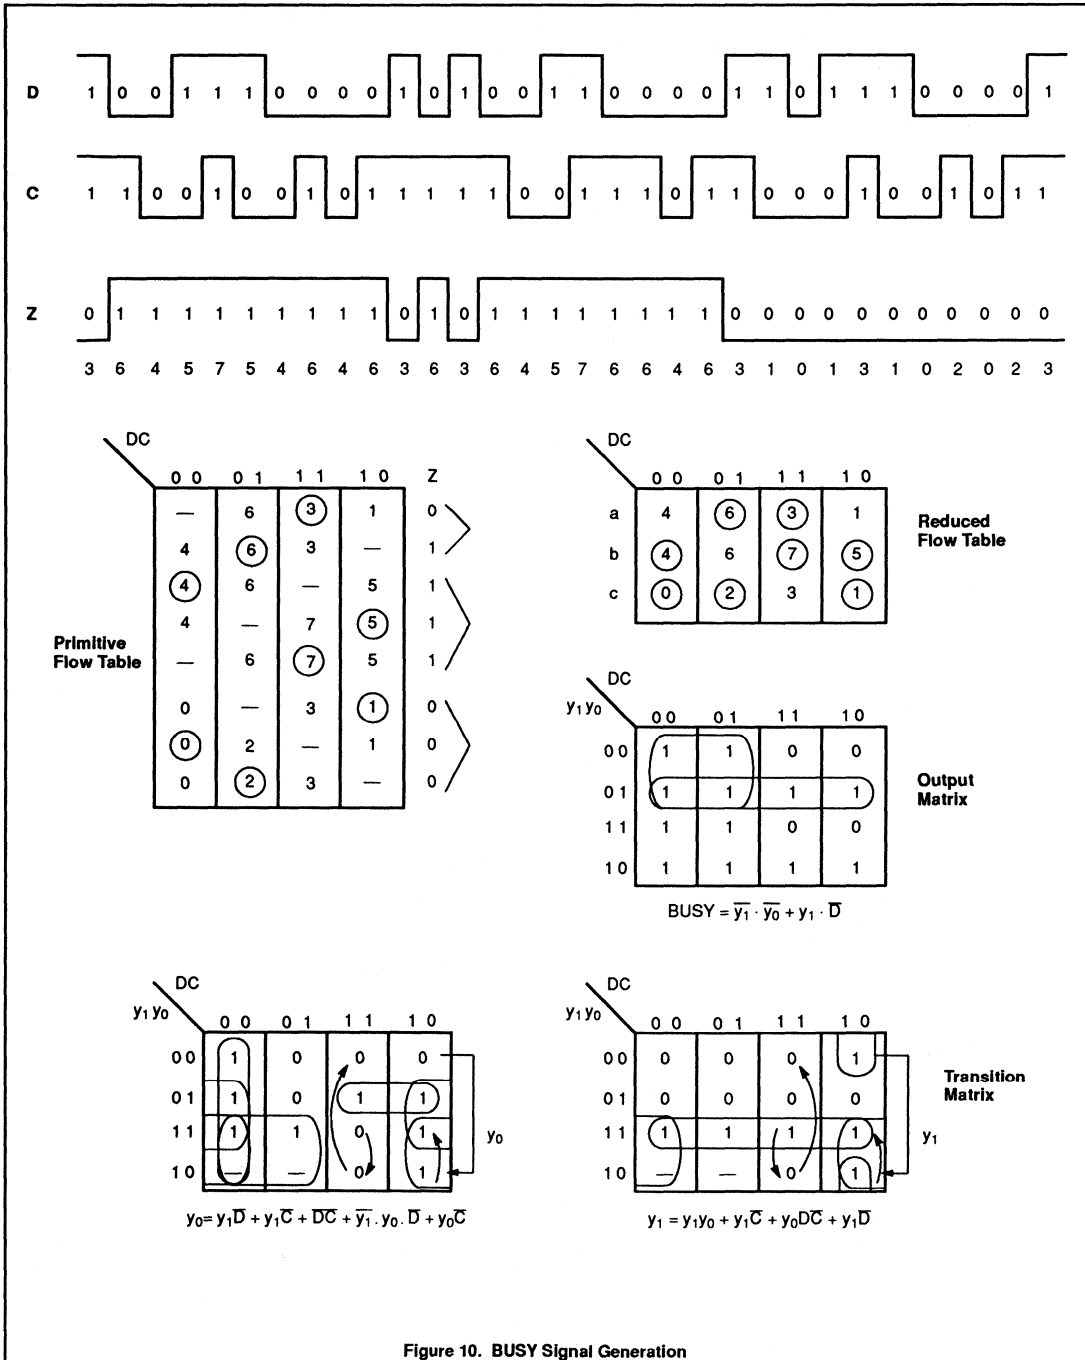 D 1 0 0 1 1 1 0 0 0 0 1 0 1 0 0 1 1 0 0 0 0 1 1 0 1 1 1 0 0 0 0 1
C 1 1 0 0 1 0 0 1 0 1 1 1 1 1 0 0 1 1 1 0 1 1 0 0 0 1 0 0 1 0 1 1
Z 0 1 1 1 1 1 1 1 1 1 0 1 0 1 1 1 1 1 1 1 1 0 0 0 0 0 0 0 0 0 0 0
3 6 4 5 7 5 4 6 4 6 3 6 3 6 4 5 7 6 6 4 6 3 1 0 1 3 1 0 2 0 2 3
DC
0 0 0 1 1 1 1 0 Z
— 6 3 1 0
4 6 3 — 1
4 6 — 5 1
4 — 7 5 1
— 6 7 5 1
0 — 3 1 0
0 2 — 1 0
0 2 3 — 0
Primitive
Flow Table
DC
0 0 0 1 1 1 1 0
a 4 6 3 1
b 4 6 7 5
c 0 2 3 1
Reduced
Flow Table
DC
y₁y₀
0 0 0 1 1 1 1 0
0 0 1 1 0 0
0 1 1 1 1 1
1 1 1 1 0 0
1 0 1 1 1 1
Output
Matrix
BUSY = y̅₁ · y̅₀ + y₁ · D̅
DC
y₁y₀
0 0 0 1 1 1 1 0
0 0 1 0 0 0
0 1 1 0 1 1
1 1 1 1 0 1
1 0 — — 0 1
y₀
y₀= y₁D̅ + y₁C̅ + D̅C̅ + y̅₁.y₀.D̅ + y₀C̅
DC
y₁y₀
0 0 0 1 1 1 1 0
0 0 0 0 0 1
0 1 0 0 0 0
1 1 1 1 1 1
1 0 — — 0 1
y₁
Transition
Matrix
y₁ = y₁y₀ + y₁C̅ + y₀DC̅ + y₁D̅
Figure 10. BUSY Signal Generation